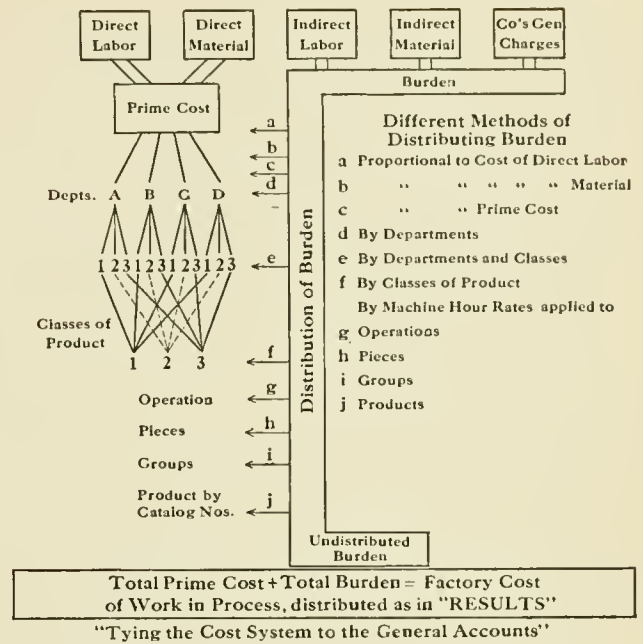 Direct Labor
Direct Material
Indirect Labor
Indirect Material
Co's Gen Charges
Burden
Prime Cost
Different Methods of
Distributing Burden
a Proportional to Cost of Direct Labor
b " " " " " Material
c " " Prime Cost
d By Departments
e By Departments and Classes
f By Classes of Product
By Machine Hour Rates applied to
g Operations
h Pieces
i Groups
j Products
a
b
c
d
Depts. A B C D
1 2 3 1 2 3 1 2 3 1 2 3
e
Classes of
Product
1 2 3
f
Distribution of Burden
Operation
g
Pieces
h
Groups
i
Product by
Catalog Nos.
j
Undistributed
Burden
Total Prime Cost + Total Burden = Factory Cost
of Work in Process, distributed as in "RESULTS"
"Tying the Cost System to the General Accounts"